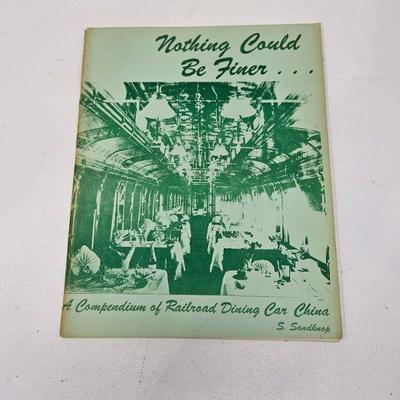 Nothing Could
Be Finer . . .
A Compendium of Railroad Dining Car China
S. Sandknop